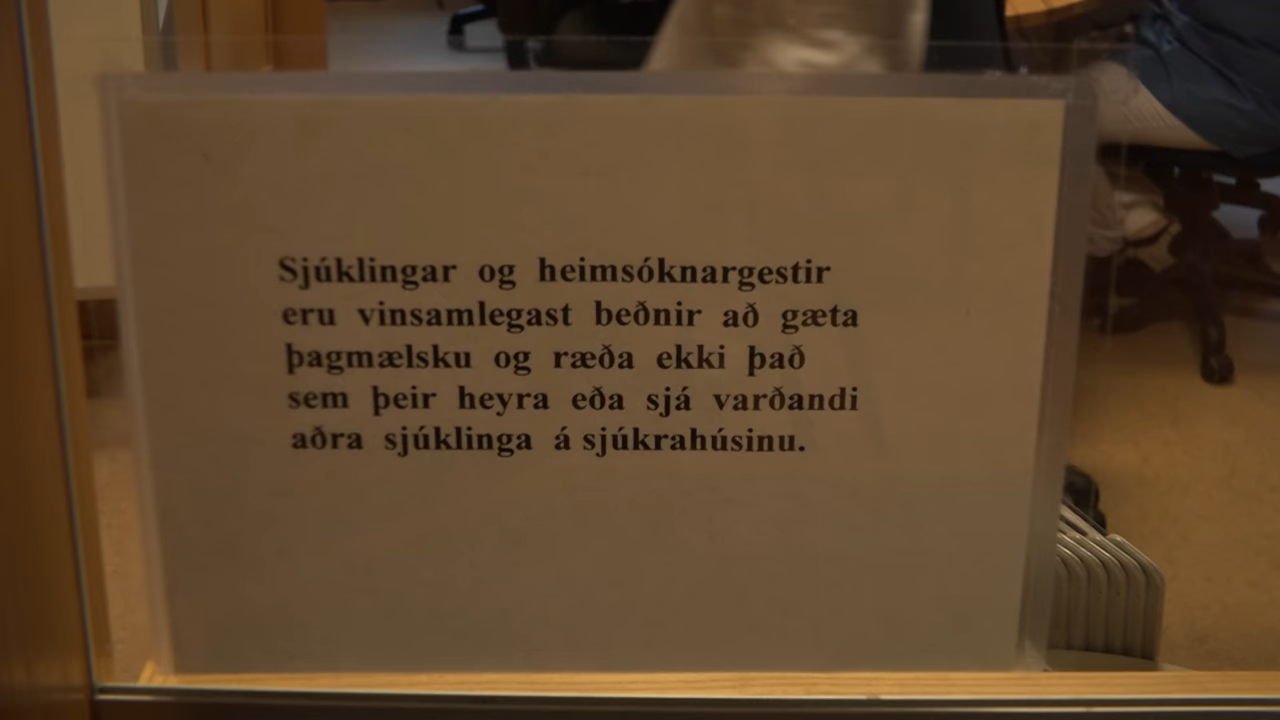 Sjúklingar og heimsóknargestir
eru vinsamlegast beðnir að gæta
þagmælsku og ræða ekki það
sem þeir heyra eða sjá varðandi
aðra sjúklinga á sjúkrahúsinu.